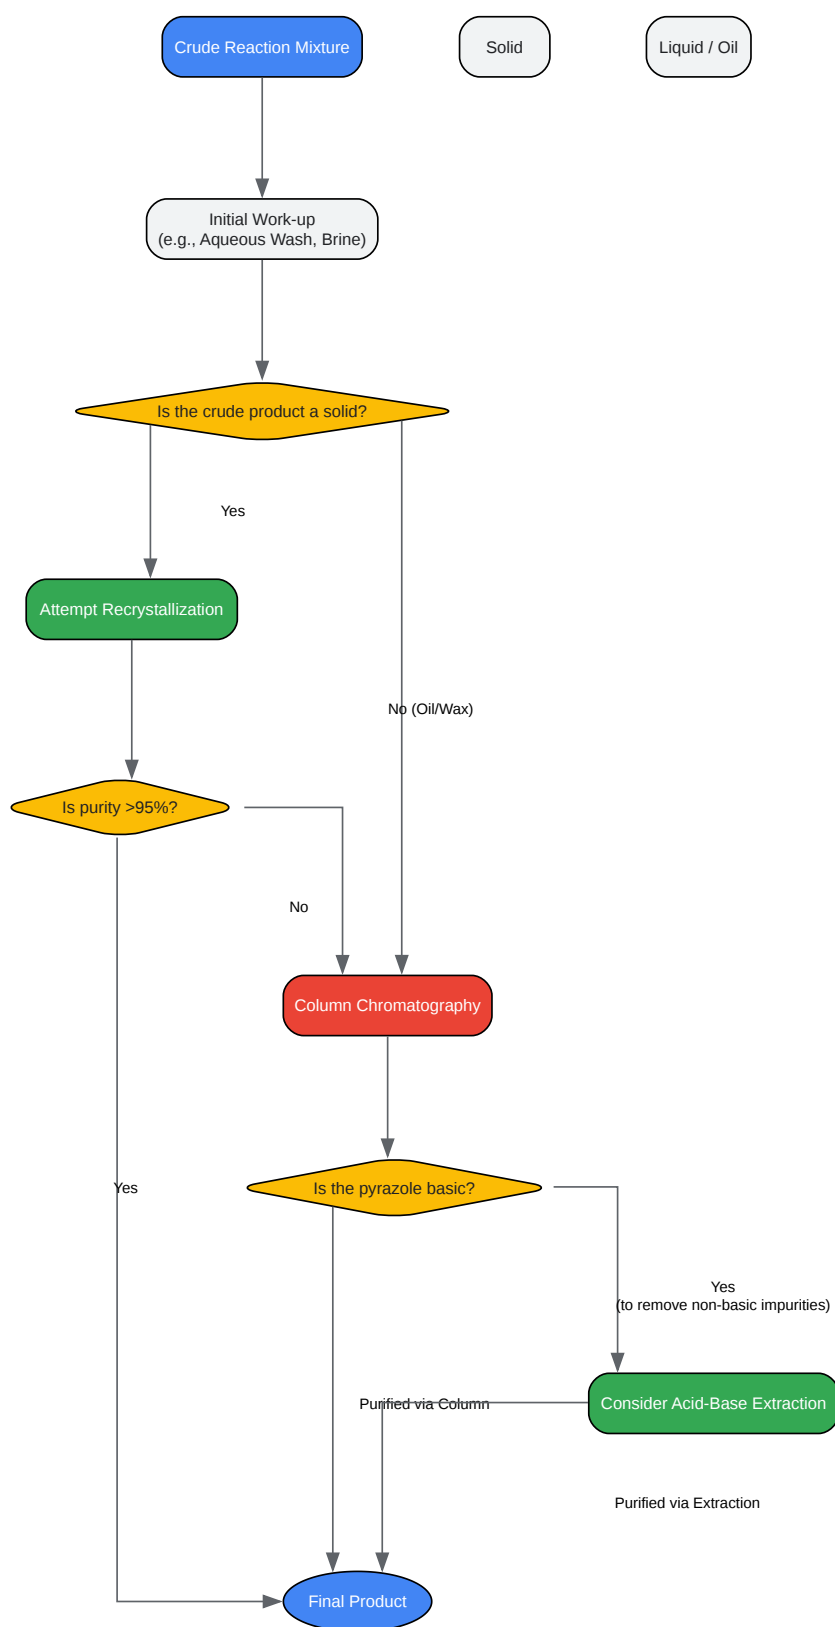 Crude Reaction Mixture
Solid
Liquid / Oil
Initial Work-up
(e.g., Aqueous Wash, Brine)
Is the crude product a solid?
Yes
Attempt Recrystallization
No (Oil/Wax)
Is purity >95%?
No
Column Chromatography
Yes
Is the pyrazole basic?
Yes
(to remove non-basic impurities)
Purified via Column
Consider Acid-Base Extraction
Purified via Extraction
Final Product